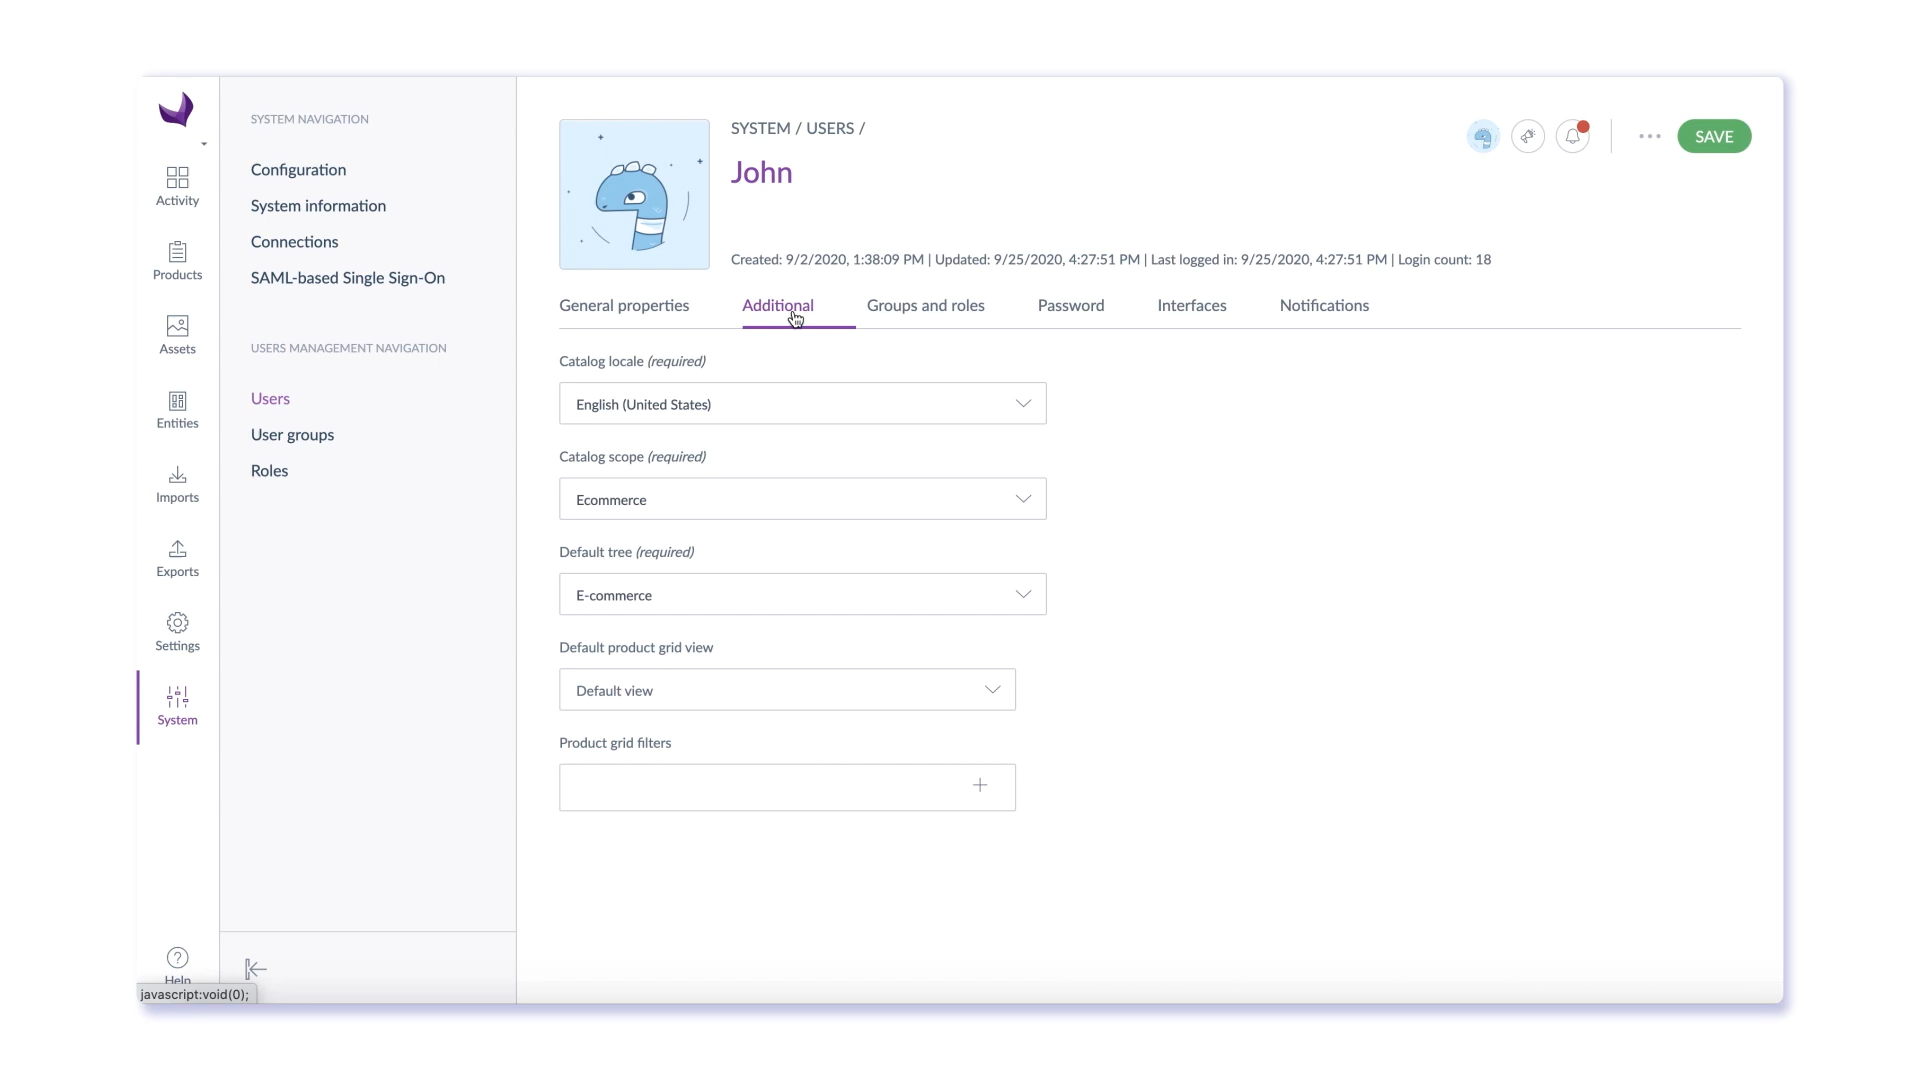 SYSTEM NAVIGATION
Configuration
System information
Connections
SAML-based Single Sign-On
USERS MANAGEMENT NAVIGATION
Users
User groups
Roles
Activity
Products
Assets
Entities
Imports
Exports
Settings
System
Help
javascript:void(0);
SYSTEM / USERS /
John
SAVE
Created: 9/2/2020, 1:38:09 PM | Updated: 9/25/2020, 4:27:51 PM | Last logged in: 9/25/2020, 4:27:51 PM | Login count: 18
General properties Additional Groups and roles Password Interfaces Notifications
Catalog locale (required)
English (United States)
Catalog scope (required)
Ecommerce
Default tree (required)
E-commerce
Default product grid view
Default view
Product grid filters